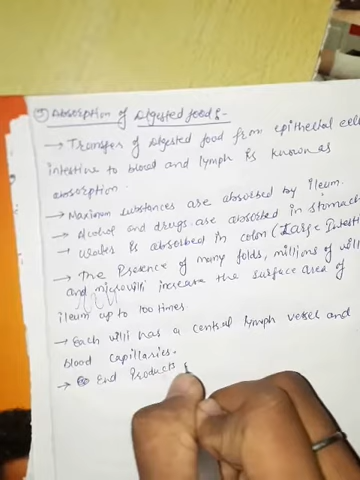 ⑤ Absorption of Digested food:-
→ Transfer of digested food from epithelial cell
intestine to blood and lymph is known as
absorption.
→ Maximum substances are absorbed by ileum.
→ Alcohol and drugs are absorbed in stomach
→ Water is absorbed in colon (Large Intesti
→ The Presence of many folds, millions of villi
and microvilli increase the surface area of
ileum up to 100 times.
→ Each villi has a central lymph vessel and
blood capillaries.
→ End Products